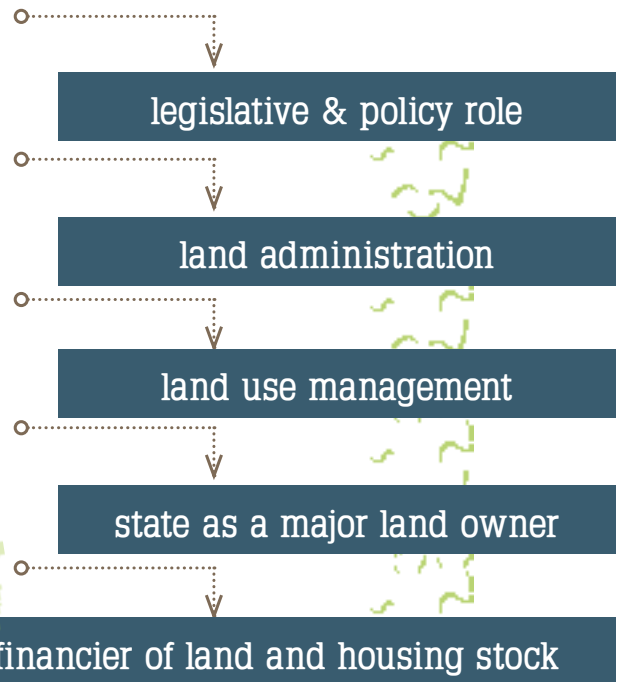 legislative & policy role
land administration
land use management
state as a major land owner
financier of land and housing stock